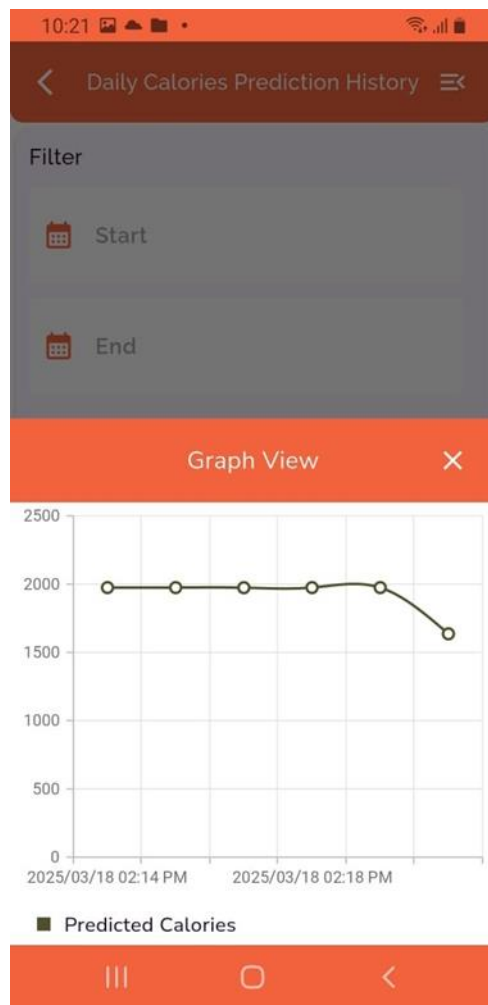 10:21
Daily Calories Prediction History
Filter
Start
End
Graph View
2500
2000
1500
1000
500
0
2025/03/18 02:14 PM 2025/03/18 02:18 PM
Predicted Calories